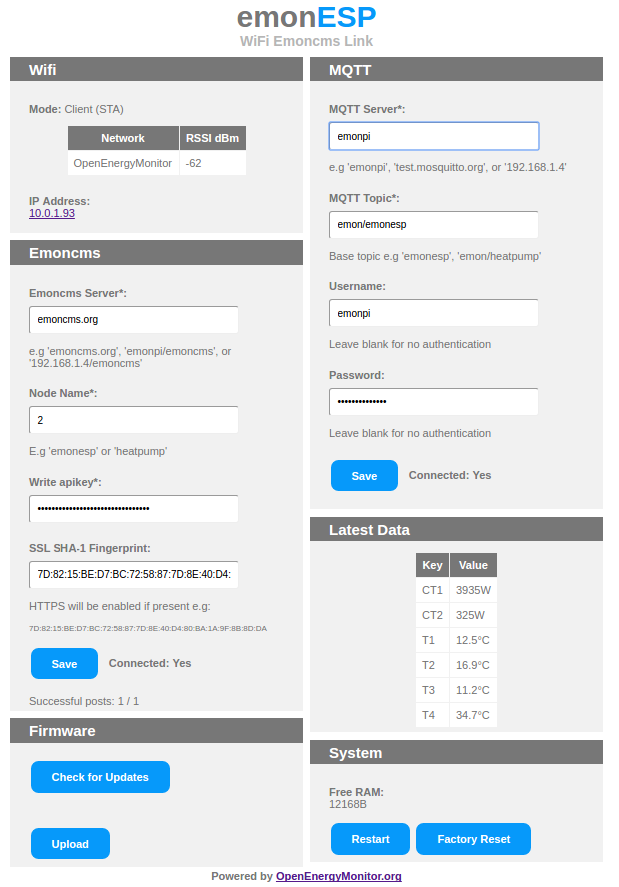 emonESP
WiFi Emoncms Link
Wifi
Mode: Client (STA)
Network RSSI dBm
OpenEnergyMonitor -62
IP Address:
10.0.1.93
Emoncms
Emoncms Server*:
emoncms.org
e.g 'emoncms.org', 'emonpi/emoncms', or
'192.168.1.4/emoncms'
Node Name*:
2
E.g 'emonesp' or 'heatpump'
Write apikey*:
••••••••••••••••••••••••••••••••
SSL SHA-1 Fingerprint:
7D:82:15:BE:D7:BC:72:58:87:7D:8E:40:D4:
HTTPS will be enabled if present e.g:
7D:82:15:BE:D7:BC:72:58:87:7D:8E:40:D4:80:BA:1A:9F:8B:8D:DA
Save Connected: Yes
Successful posts: 1 / 1
Firmware
Check for Updates
Upload
MQTT
MQTT Server*:
emonpi
e.g 'emonpi', 'test.mosquitto.org', or '192.168.1.4'
MQTT Topic*:
emon/emonesp
Base topic e.g 'emonesp', 'emon/heatpump'
Username:
emonpi
Leave blank for no authentication
Password:
••••••••••••••
Leave blank for no authentication
Save Connected: Yes
Latest Data
Key Value
CT1 3935W
CT2 325W
T1 12.5°C
T2 16.9°C
T3 11.2°C
T4 34.7°C
System
Free RAM:
12168B
Restart Factory Reset
Powered by OpenEnergyMonitor.org